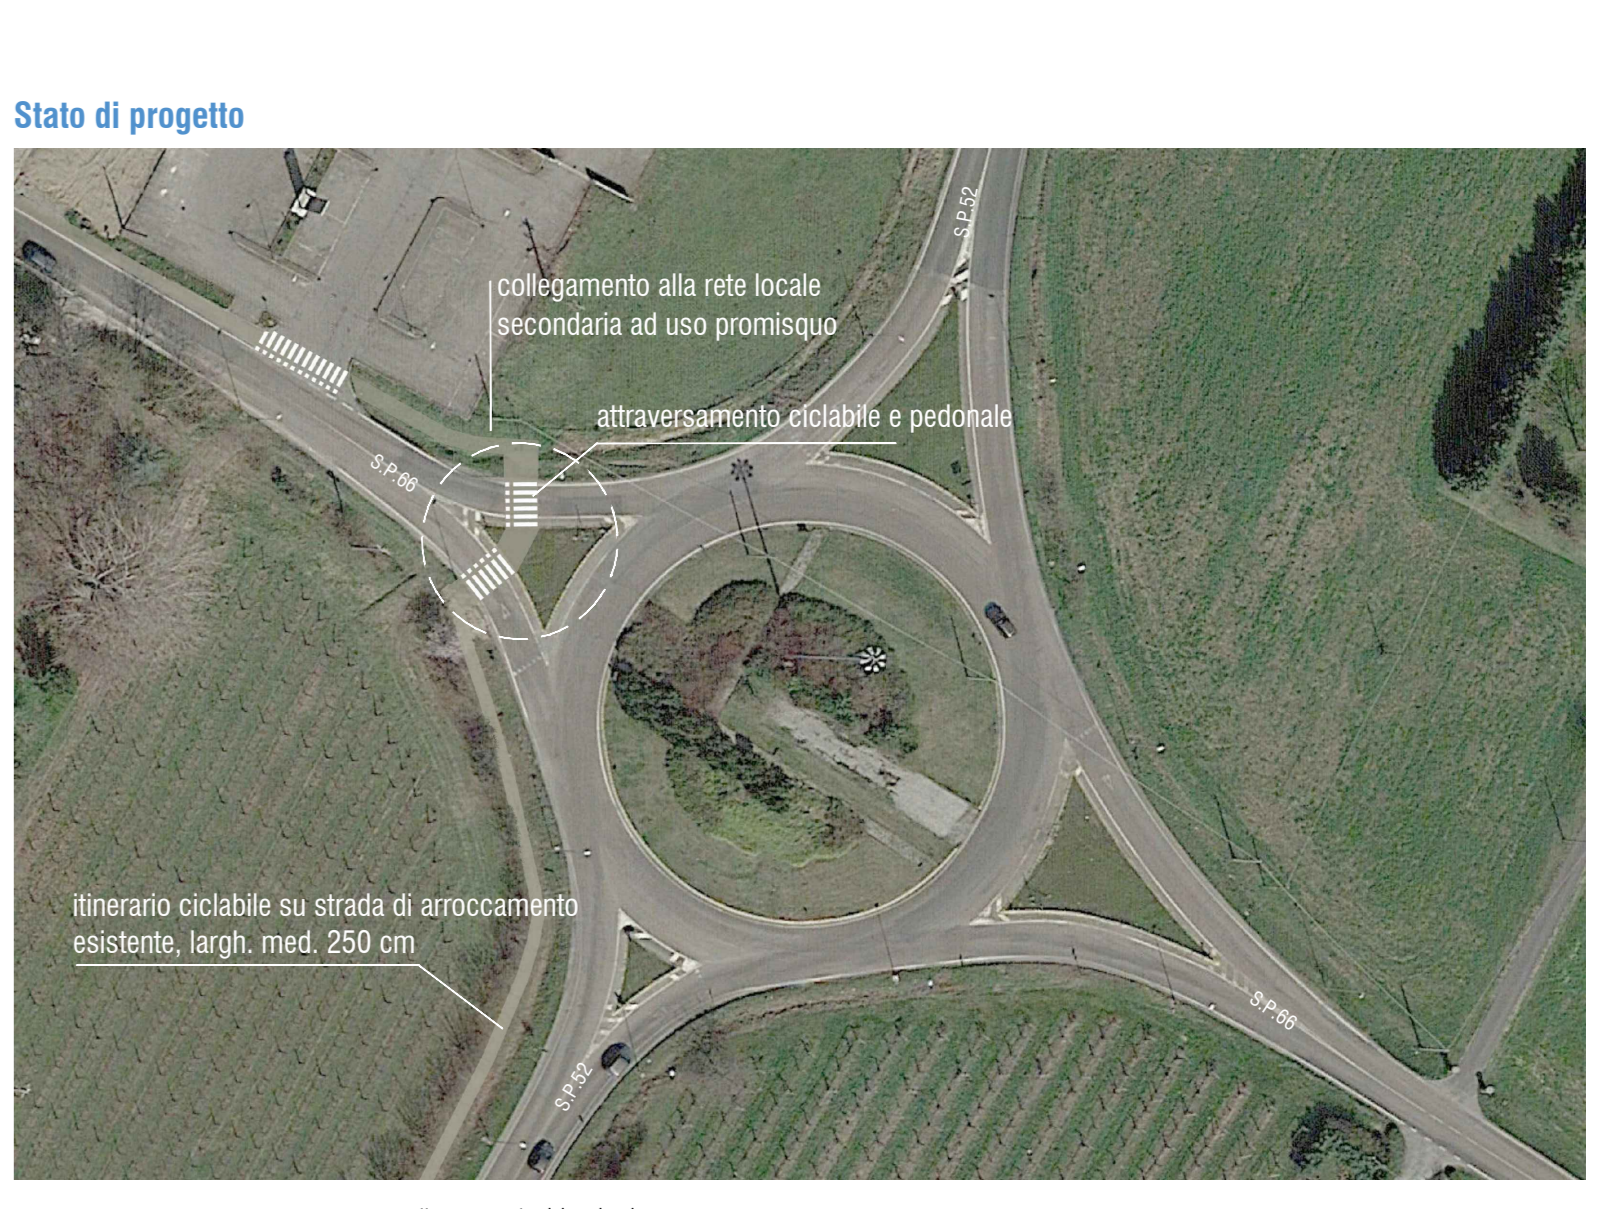 Stato di progetto
S.P.52
collegamento alla rete locale
secondaria ad uso promisquo
attraversamento ciclabile e pedonale
S.P.66
itinerario ciclabile su strada di arroccamento
esistente, largh. med. 250 cm
S.P.66
S.P.52